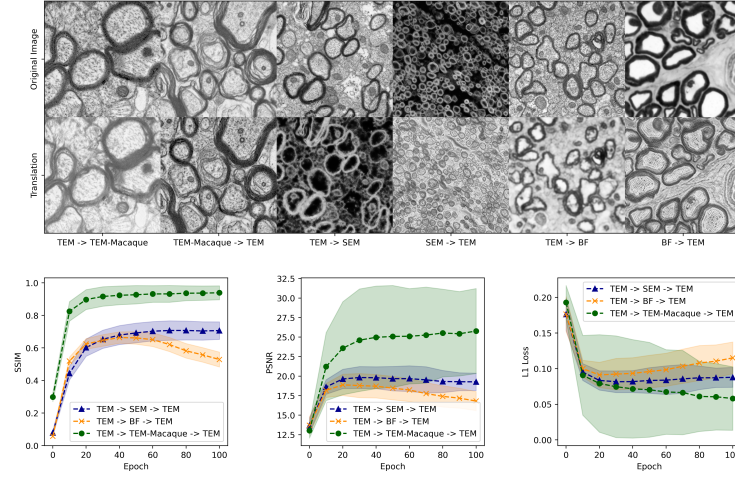 Original Image
Translation
TEM -> TEM-Macaque
TEM-Macaque -> TEM
TEM -> SEM
SEM -> TEM
TEM -> BF
BF -> TEM
SSIM
1.0
0.8
0.6
0.4
0.2
0.0
TEM -> SEM -> TEM
TEM -> BF -> TEM
TEM -> TEM-Macaque -> TEM
0 20 40 60 80 100
Epoch
PSNR
32.5
30.0
27.5
25.0
22.5
20.0
17.5
15.0
12.5
TEM -> SEM -> TEM
TEM -> BF -> TEM
TEM -> TEM-Macaque -> TEM
0 20 40 60 80 100
Epoch
L1 Loss
0.20
0.15
0.10
0.05
0.00
TEM -> SEM -> TEM
TEM -> BF -> TEM
TEM -> TEM-Macaque -> TEM
0 20 40 60 80
Epoch